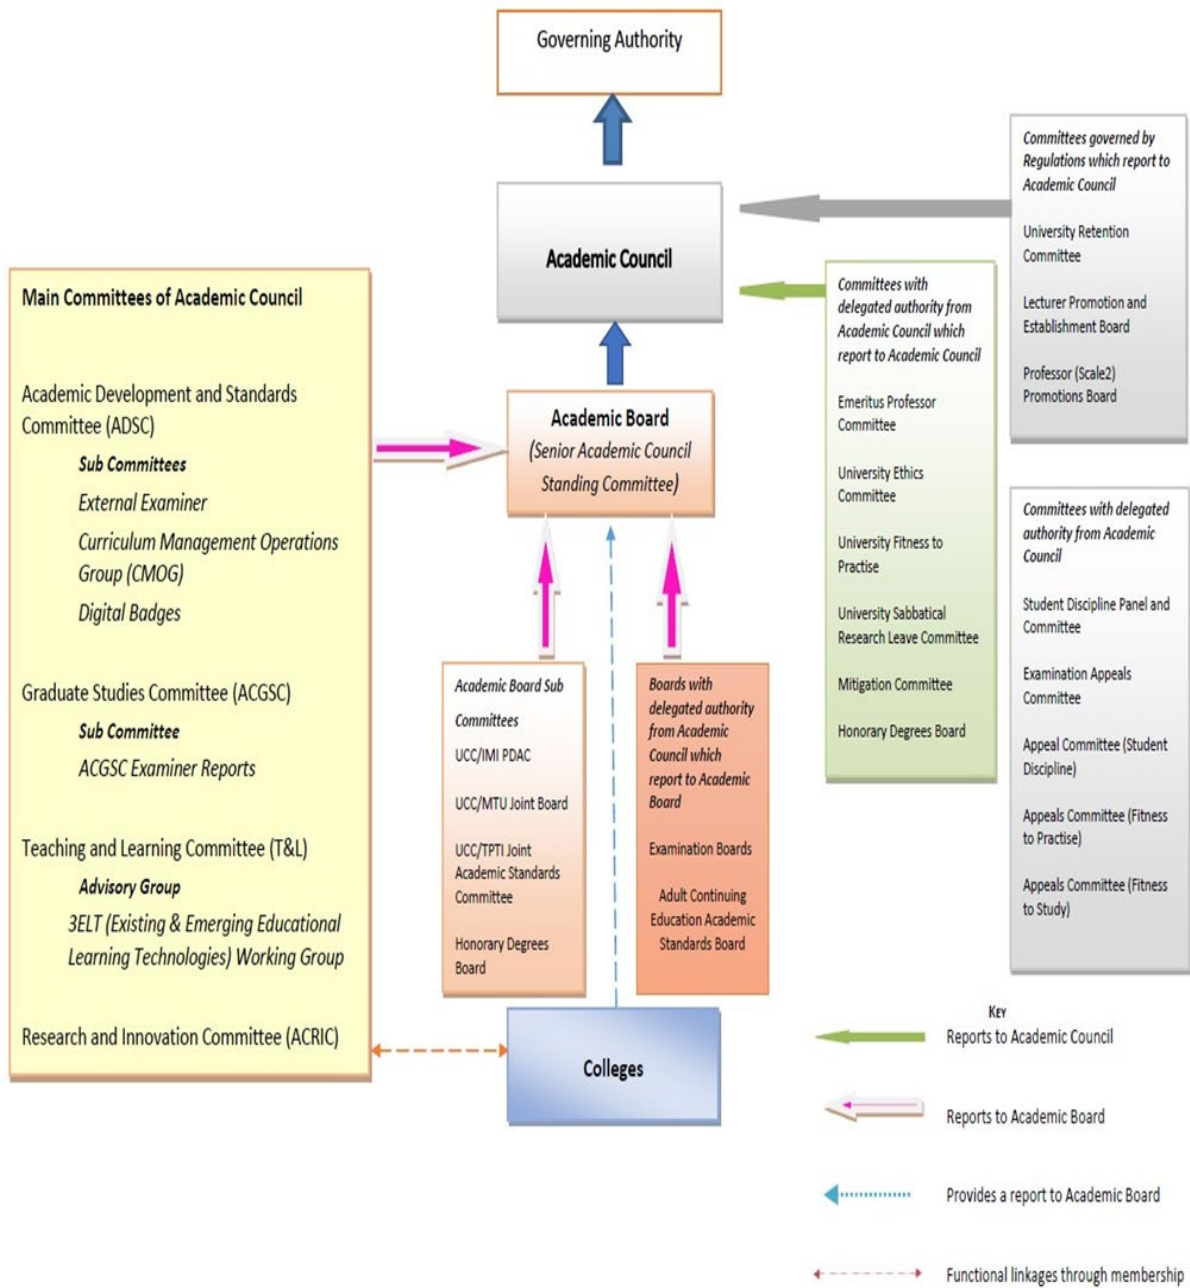 Governing Authority
Academic Council
Academic Board
(Senior Academic Council
Standing Committee)
Main Committees of Academic Council
Academic Development and Standards
Committee (ADSC)
Sub Committees
External Examiner
Curriculum Management Operations
Group (CMOG)
Digital Badges
Graduate Studies Committee (ACGSC)
Sub Committee
ACGSC Examiner Reports
Teaching and Learning Committee (T&L)
Advisory Group
3ELT (Existing & Emerging Educational
Learning Technologies) Working Group
Research and Innovation Committee (ACRIC)
Academic Board Sub
Committees
UCC/IMI PDAC
UCC/MTU Joint Board
UCC/TPTI Joint
Academic Standards
Committee
Honorary Degrees
Board
Boards with
delegated authority
from Academic
Council which
report to Academic
Board
Examination Boards
Adult Continuing
Education Academic
Standards Board
Colleges
Committees with
delegated authority from
Academic Council which
report to Academic Council
Emeritus Professor
Committee
University Ethics
Committee
University Fitness to
Practise
University Sabbatical
Research Leave Committee
Mitigation Committee
Honorary Degrees Board
Committees governed by
Regulations which report to
Academic Council
University Retention
Committee
Lecturer Promotion and
Establishment Board
Professor (Scale2)
Promotions Board
Committees with delegated
authority from Academic
Council
Student Discipline Panel and
Committee
Examination Appeals
Committee
Appeal Committee (Student
Discipline)
Appeals Committee (Fitness
to Practise)
Appeals Committee (Fitness
to Study)
KEY
Reports to Academic Council
Reports to Academic Board
Provides a report to Academic Board
Functional linkages through membership